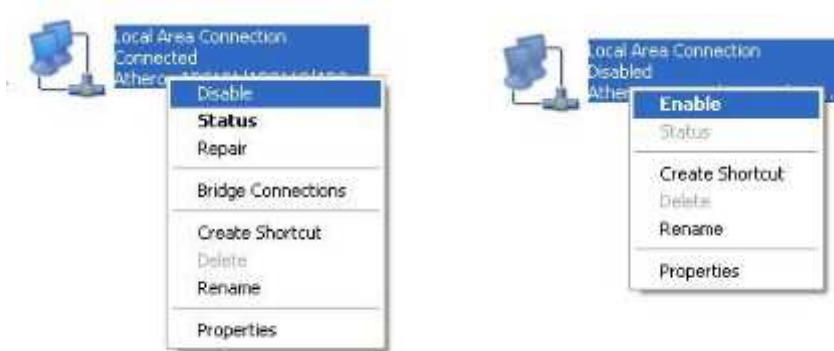 Local Area Connection
Connected
Disable
Status
Repair
Bridge Connections
Create Shortcut
Delete
Rename
Properties
Local Area Connection
Disabled
Enable
Status
Create Shortcut
Delete
Rename
Properties